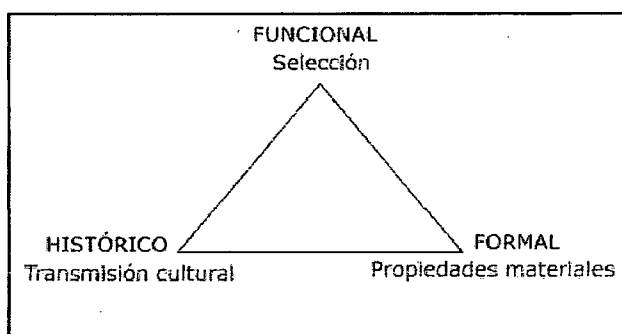 FUNCIONAL
Selección
HISTÓRICO
Transmisión cultural
FORMAL
Propiedades materiales